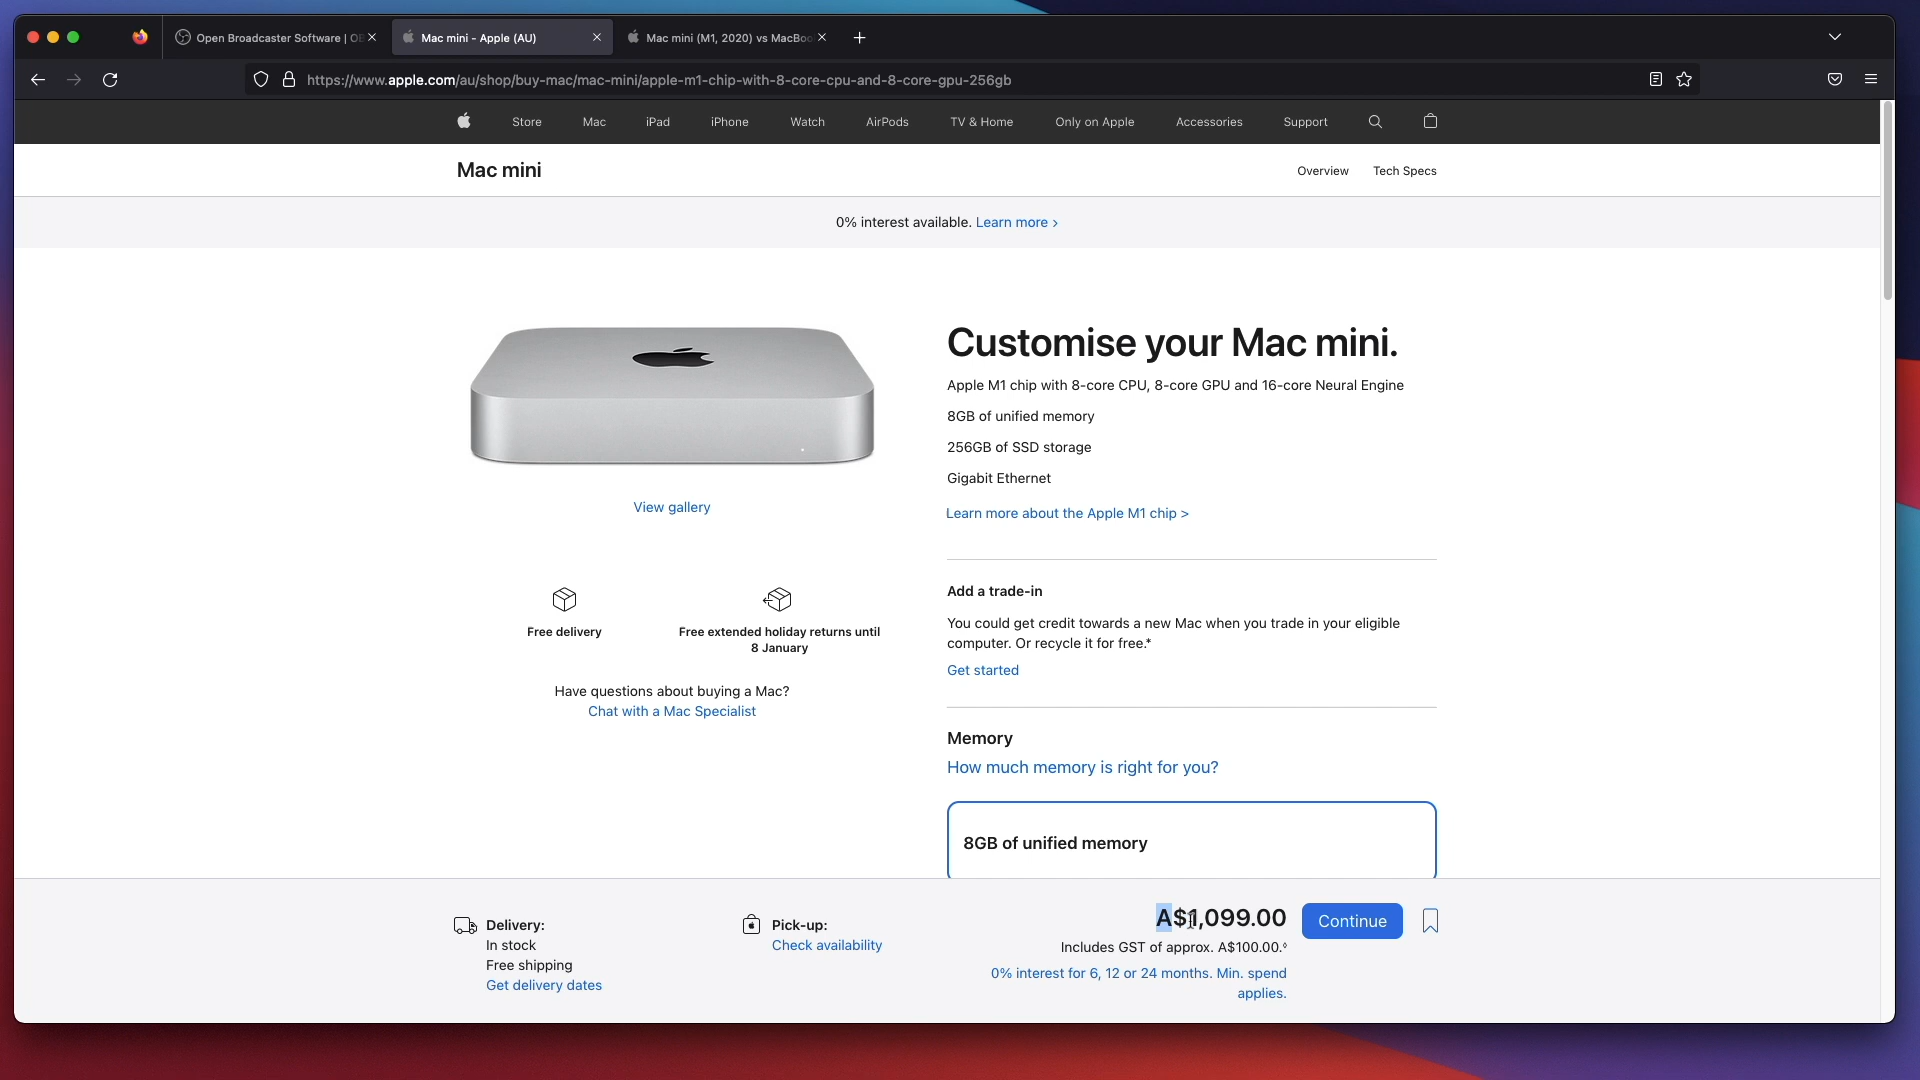 Open Broadcaster Software | OB
Mac mini - Apple (AU)
Mac mini (M1, 2020) vs MacBoo
https://www.apple.com/au/shop/buy-mac/mac-mini/apple-m1-chip-with-8-core-cpu-and-8-core-gpu-256gb
Store Mac iPad iPhone Watch AirPods TV & Home Only on Apple Accessories Support
Mac mini
Overview Tech Specs
0% interest available. Learn more >
Customise your Mac mini.
Apple M1 chip with 8-core CPU, 8-core GPU and 16-core Neural Engine
8GB of unified memory
256GB of SSD storage
Gigabit Ethernet
Learn more about the Apple M1 chip >
View gallery
Free delivery
Free extended holiday returns until
8 January
Have questions about buying a Mac?
Chat with a Mac Specialist
Add a trade-in
You could get credit towards a new Mac when you trade in your eligible
computer. Or recycle it for free.*
Get started
Memory
How much memory is right for you?
8GB of unified memory
Delivery:
In stock
Free shipping
Get delivery dates
Pick-up:
Check availability
A$1,099.00
Includes GST of approx. A$100.00.◊
0% interest for 6, 12 or 24 months. Min. spend
applies.
Continue